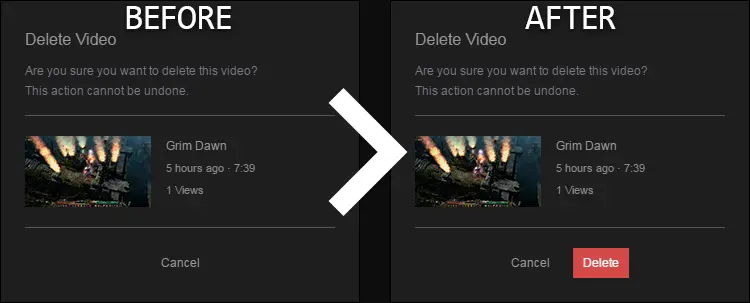 BEFORE
Delete Video
Are you sure you want to delete this video?
This action cannot be undone.
Grim Dawn
5 hours ago · 7:39
1 Views
Cancel
AFTER
Delete Video
Are you sure you want to delete this video?
This action cannot be undone.
Grim Dawn
5 hours ago · 7:39
1 Views
Cancel Delete